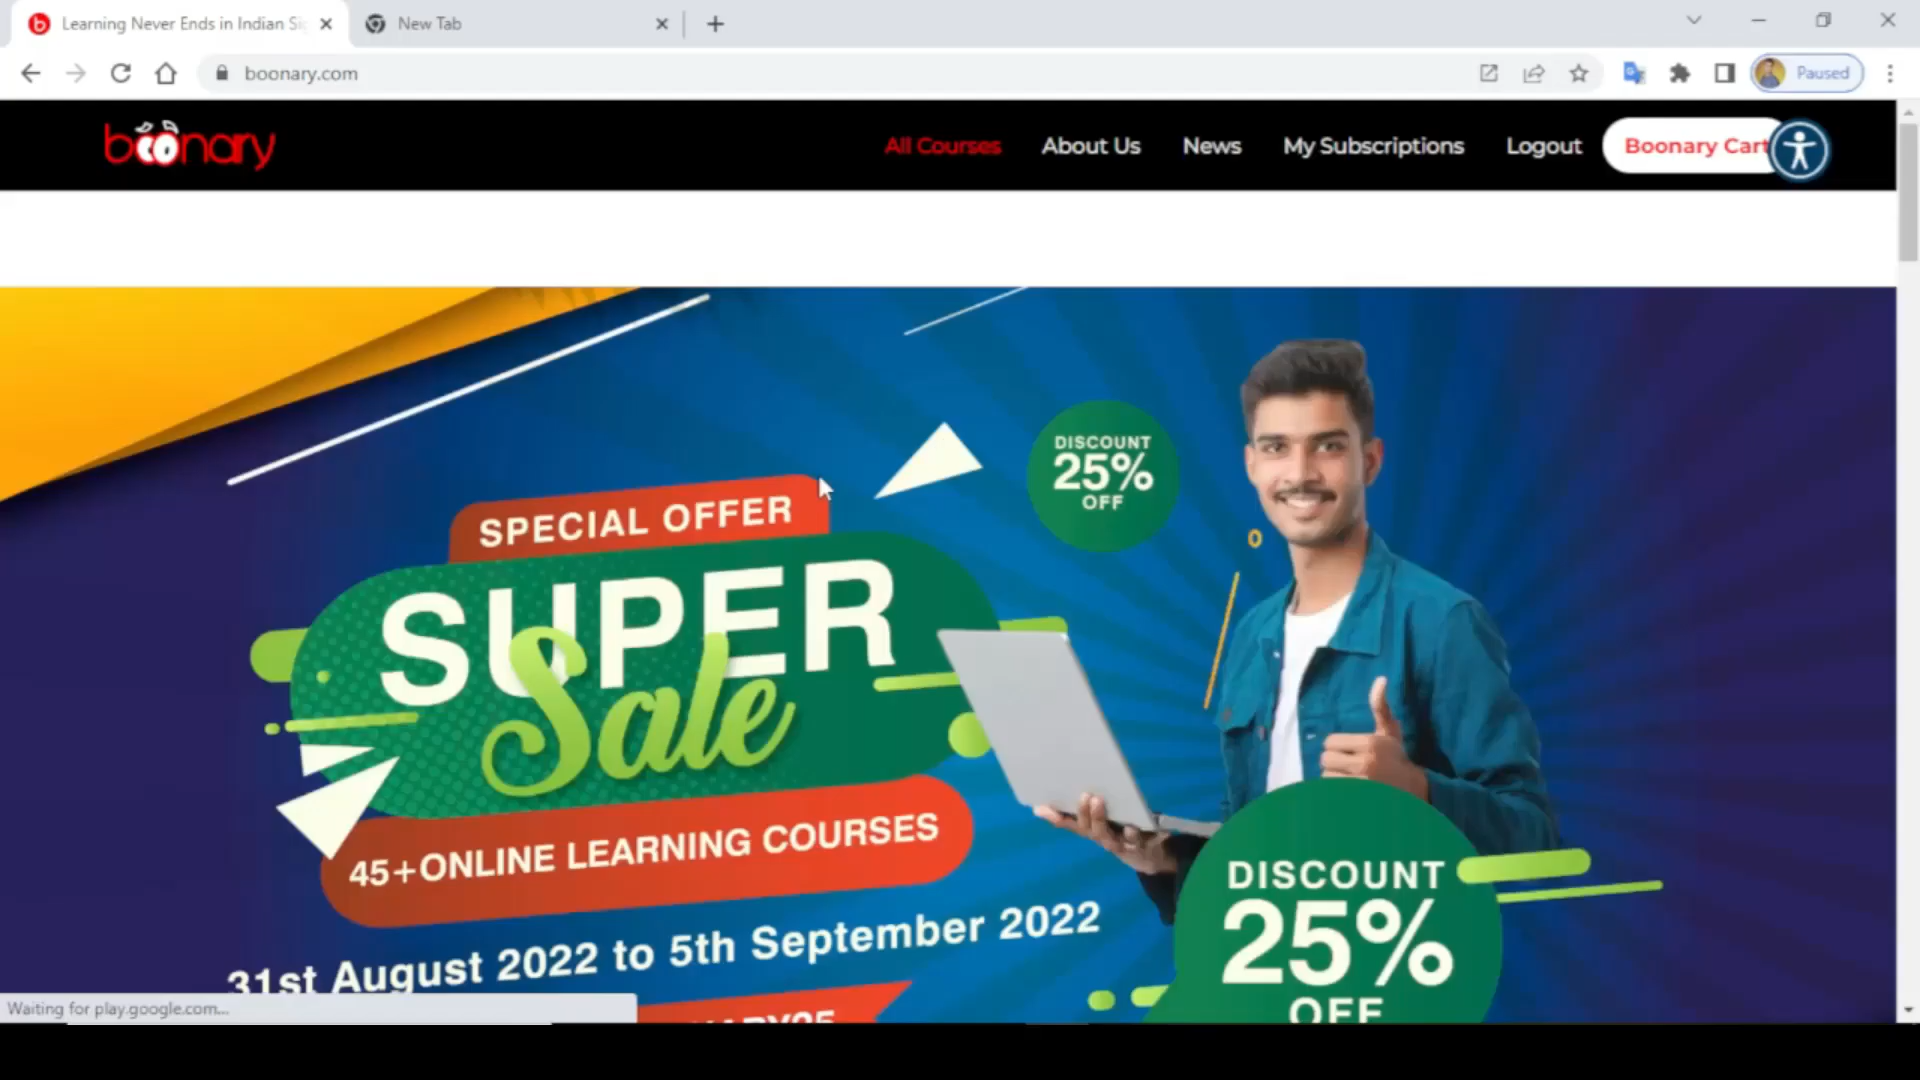 Learning Never Ends in Indian
New Tab
boonary.com
Paused
boonary
All Courses
About Us
News
My Subscriptions
Logout
Boonary Cart
DISCOUNT
25%
OFF
SPECIAL OFFER
SUPER
Sale
45+ONLINE LEARNING COURSES
31st August 2022 to 5th September 2022
DISCOUNT
25%
OFF
Waiting for play.google.com...